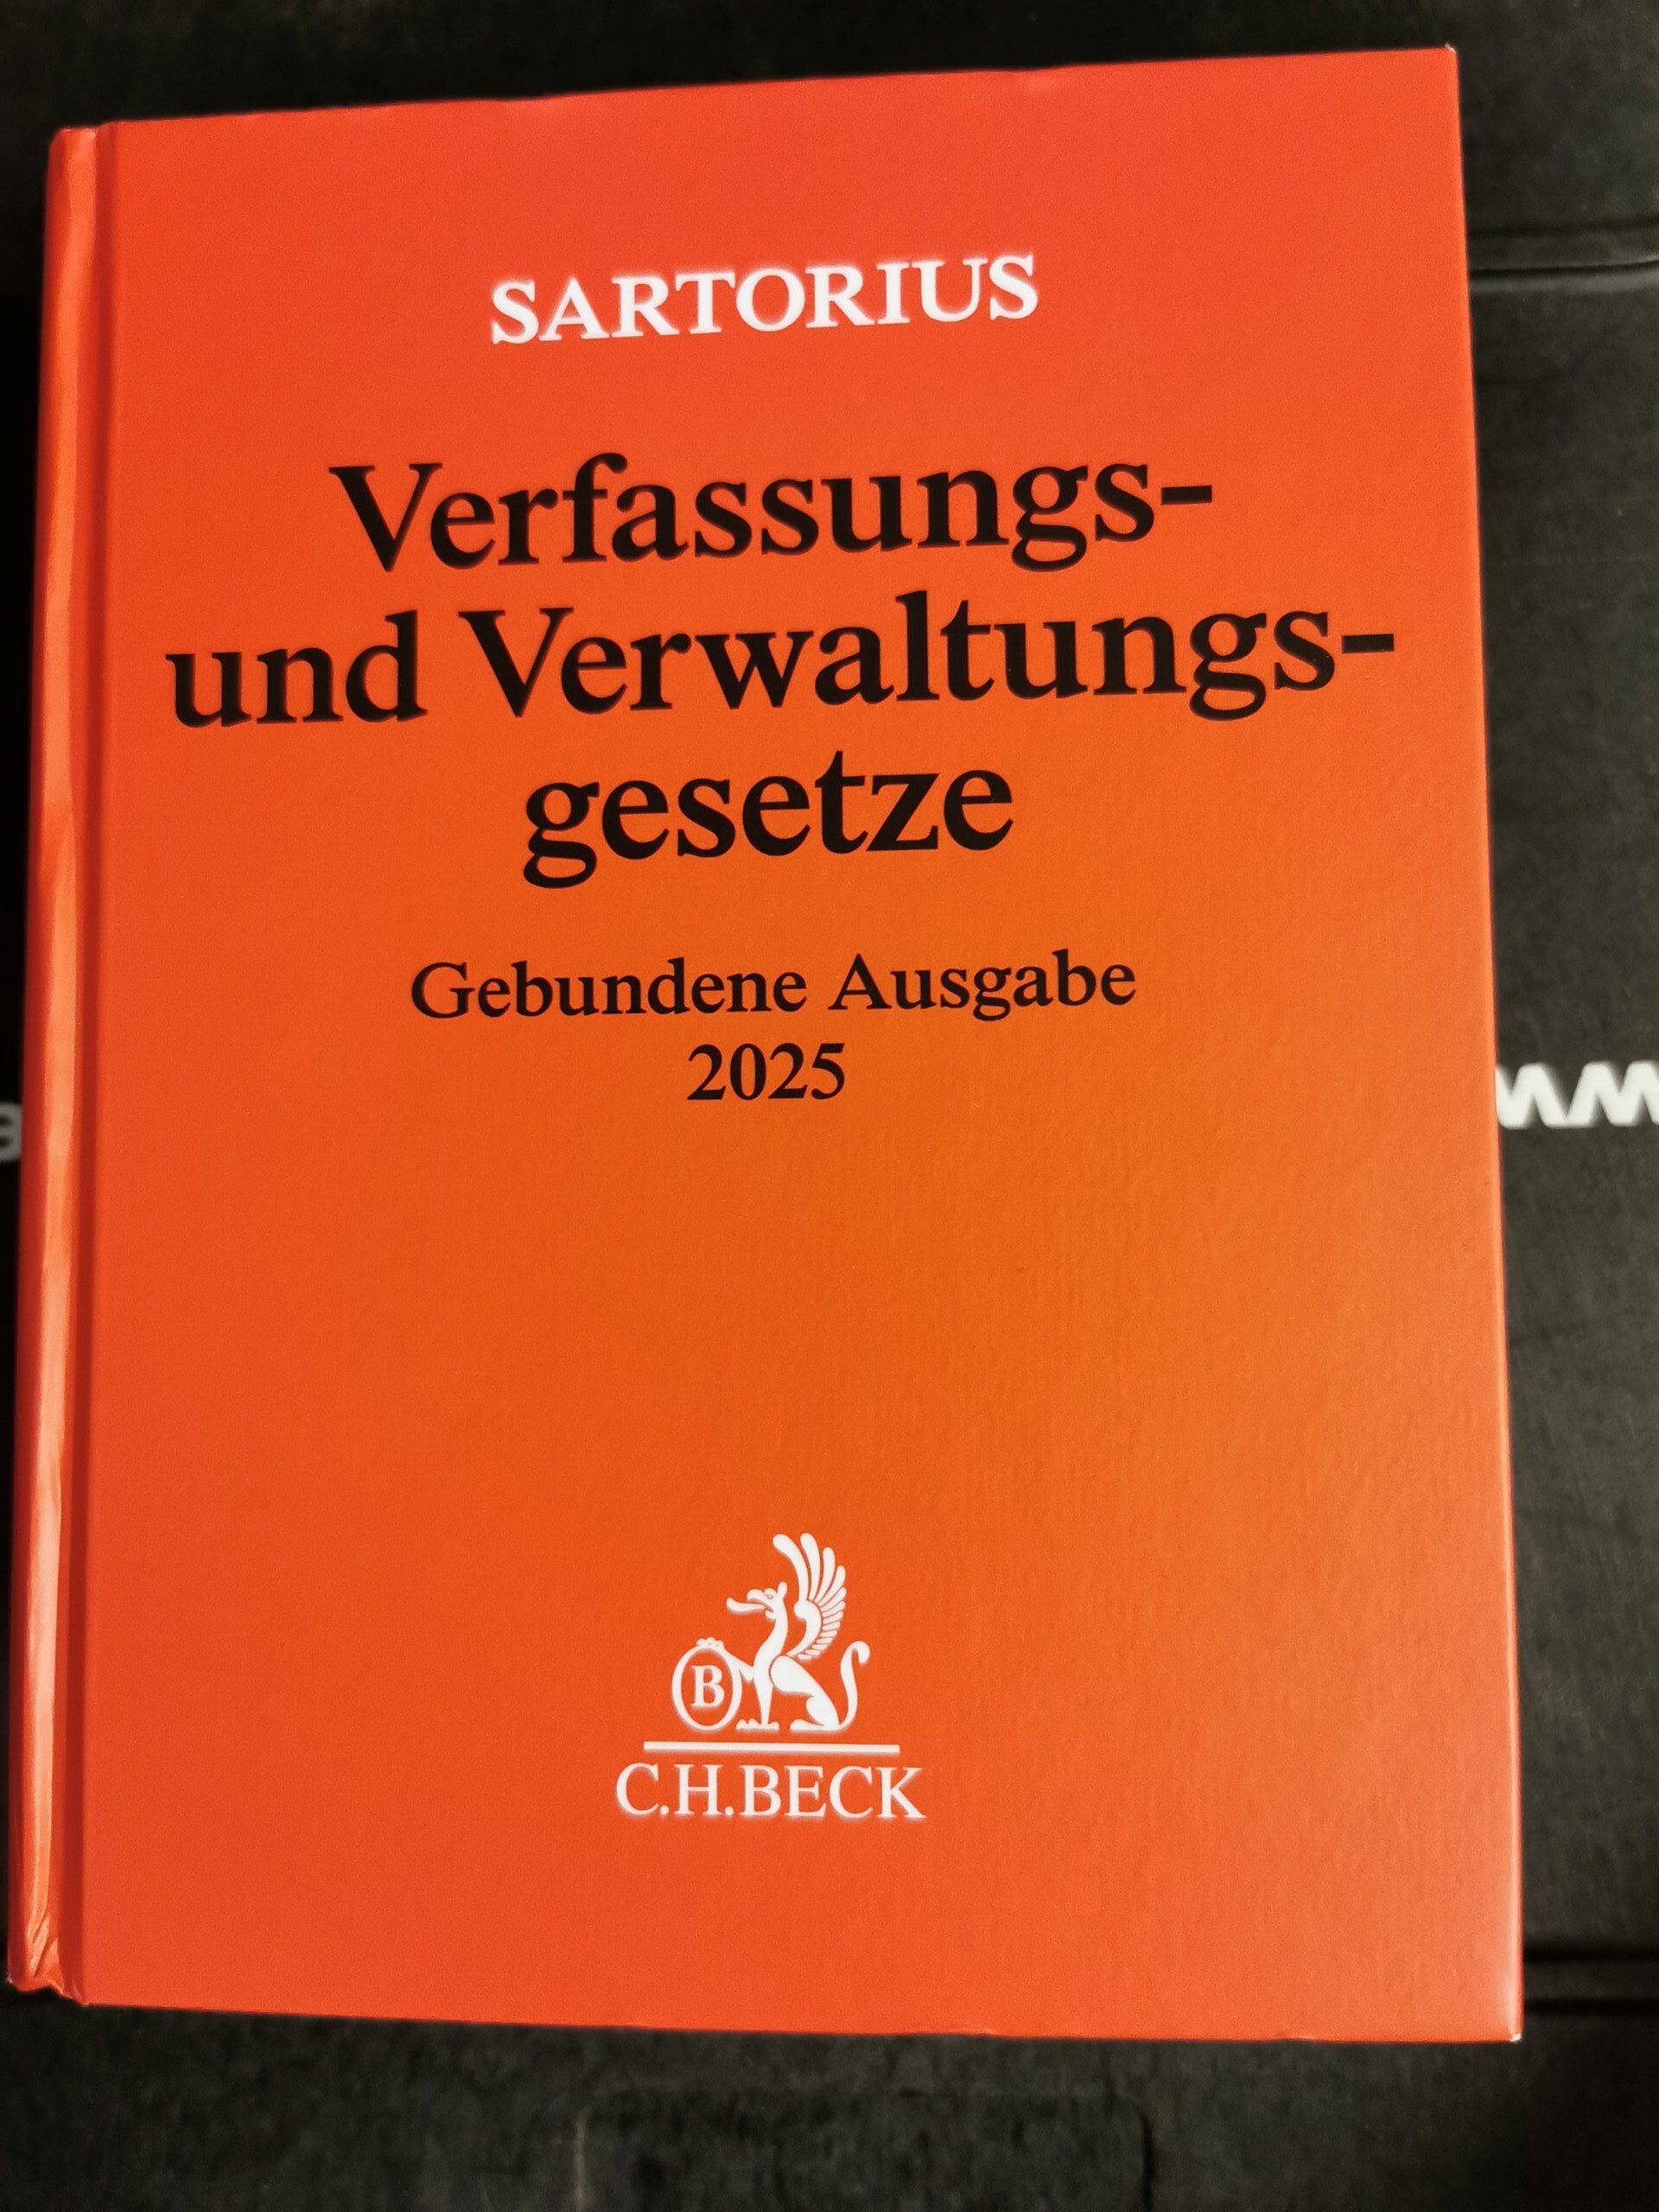 SARTORIUS
Verfassungs-
und Verwaltungs-
gesetze
Gebundene Ausgabe
2025
B
C.H.BECK